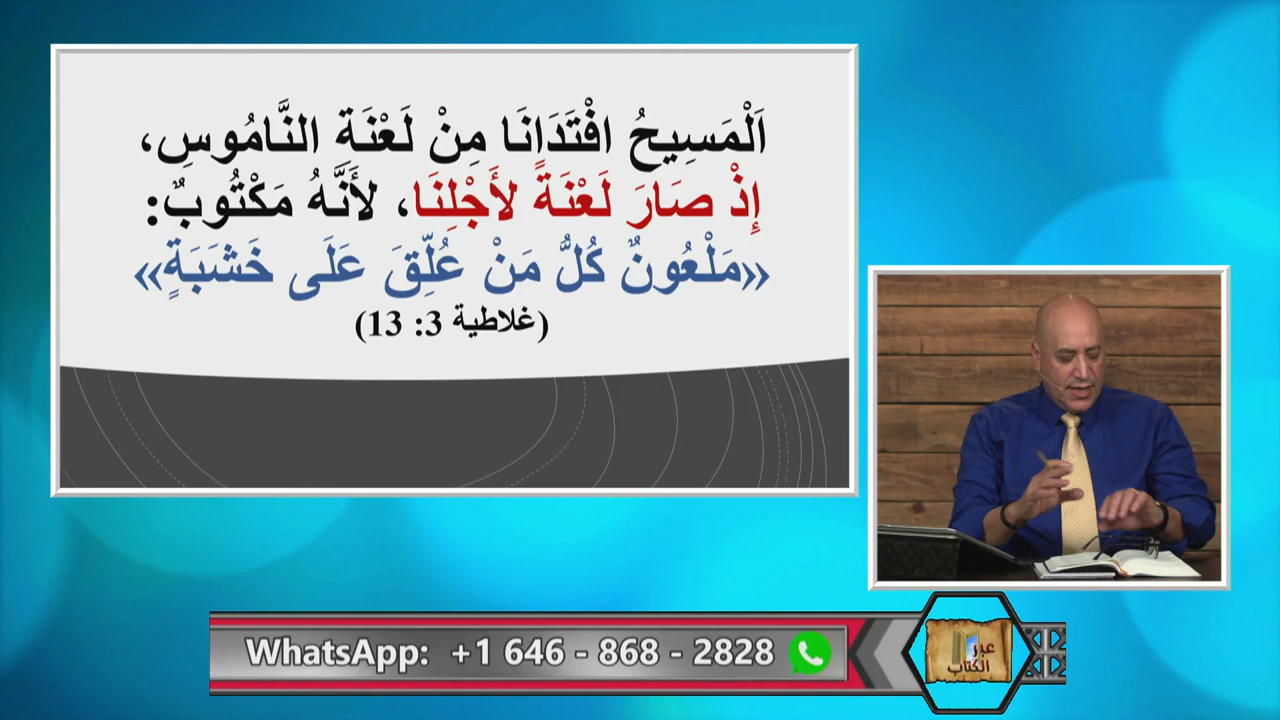 اَلْمَسِيحُ افْتَدَانَا مِنْ لَعْنَة النَّامُوسِ،
إِذْ صَارَ لَعْنَةً لأَجْلِنَا، لأَنَّهُ مَكْتُوبٌ:
«مَلْعُونٌ كُلُّ مَنْ عُلِّقَ عَلَى خَشَبَةٍ»
(غلاطية 3: 13)
WhatsApp: +1 646 - 868 - 2828
عبر
الكتاب